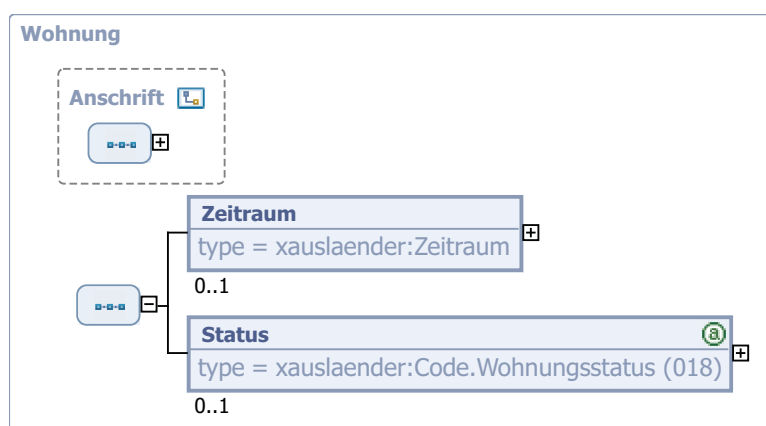 Wohnung
Anschrift
Zeitraum
type = xauslaender:Zeitraum
0..1
Status
@
type = xauslaender:Code.Wohnungsstatus (018)
0..1